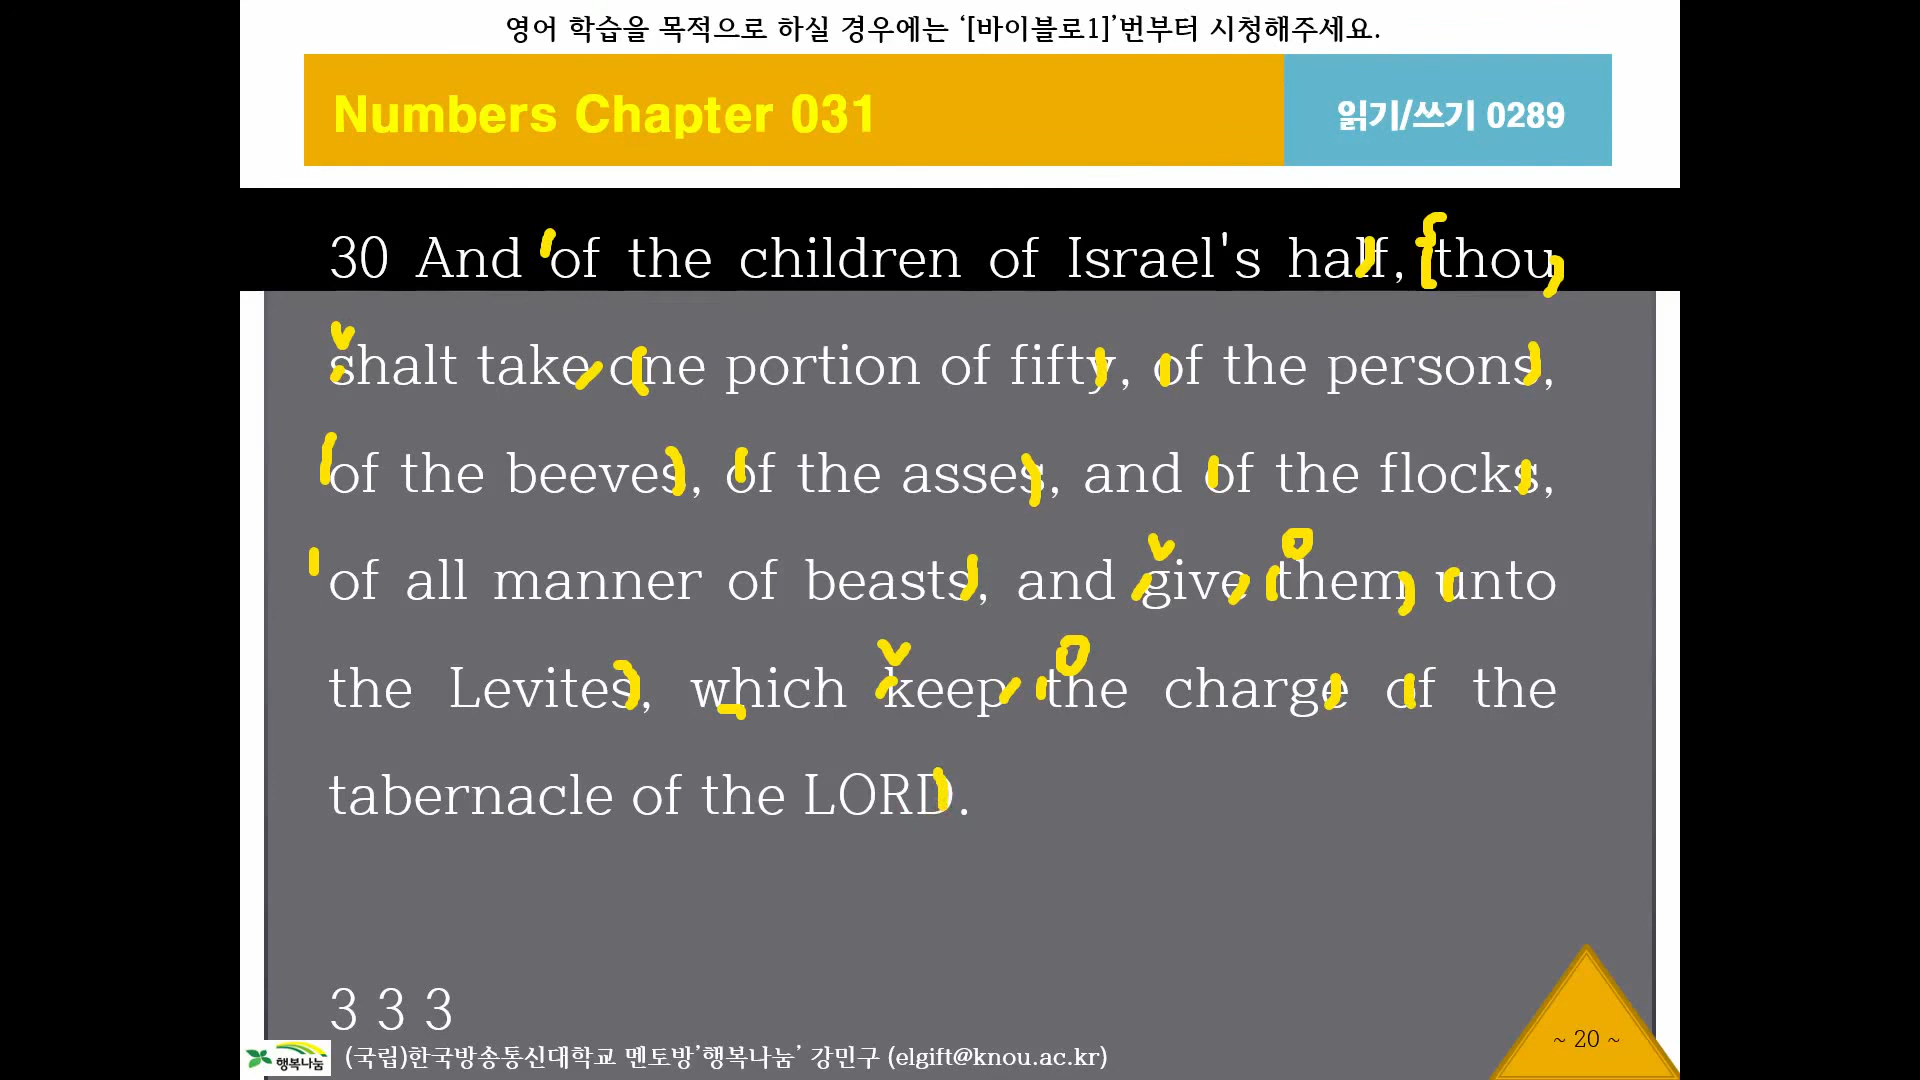 영어 학습을 목적으로 하실 경우에는 ‘[바이블로1]’번부터 시청해주세요.
Numbers Chapter 031
읽기/쓰기 0289
30 And of the children of Israel's half, thou
shalt take one portion of fifty, of the persons,
of the beeves, of the asses, and of the flocks,
of all manner of beasts, and give them unto
the Levites, which keep the charge of the
tabernacle of the LORD.
3 3 3
~ 20 ~
행복나눔
(국립)한국방송통신대학교 멘토방’행복나눔’ 강민구 (elgift@knou.ac.kr)